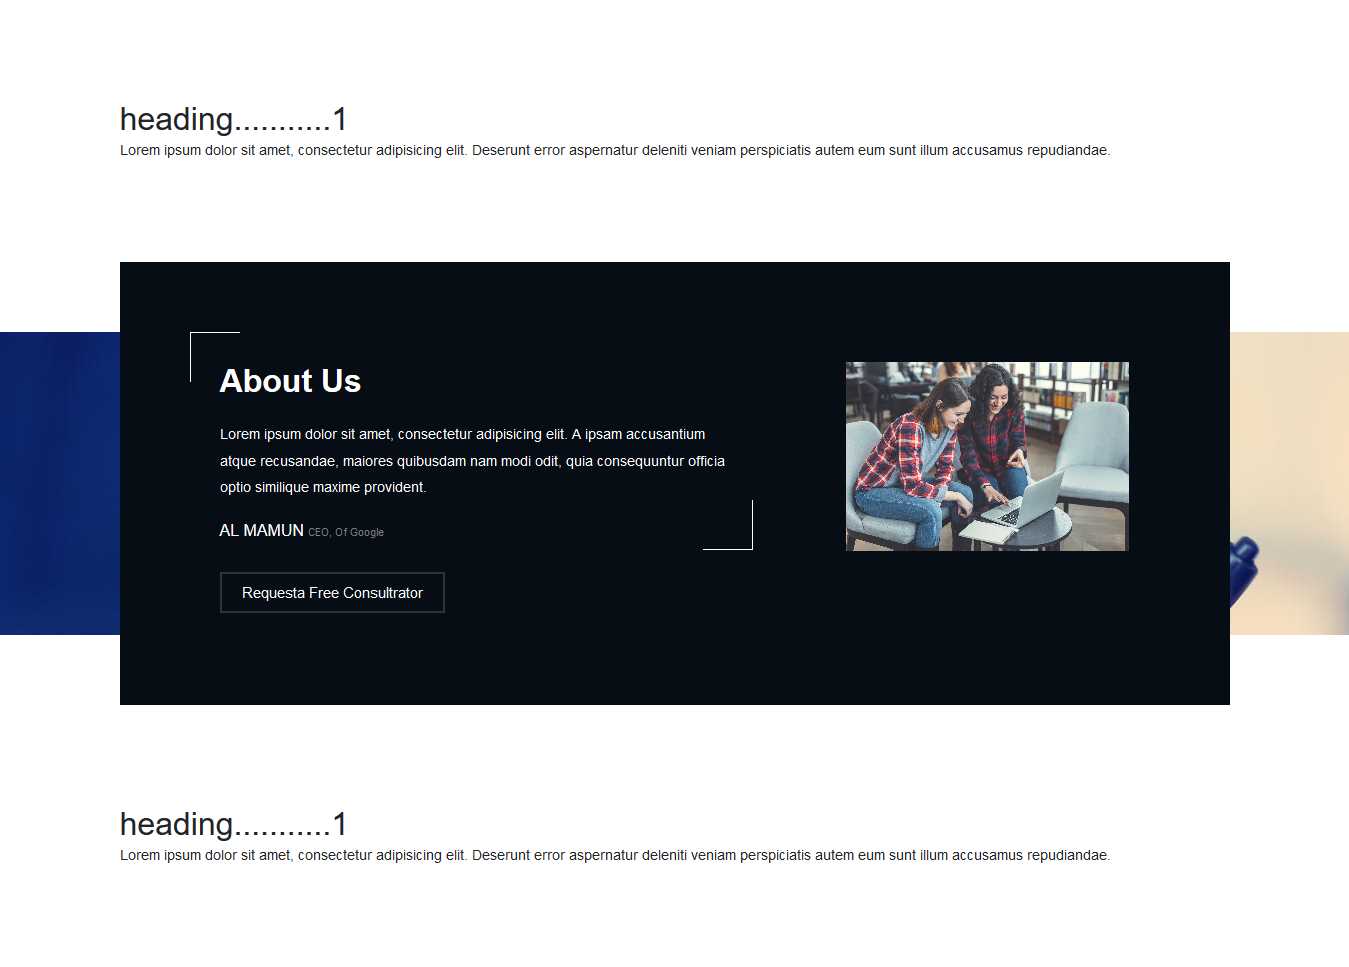 heading...........1
Lorem ipsum dolor sit amet, consectetur adipisicing elit. Deserunt error aspernatur deleniti veniam perspiciatis autem eum sunt illum accusamus repudiandae.
About Us
Lorem ipsum dolor sit amet, consectetur adipisicing elit. A ipsam accusantium
atque recusandae, maiores quibusdam nam modi odit, quia consequuntur officia
optio similique maxime provident.
AL MAMUN CEO, Of Google
Requesta Free Consultrator
heading...........1
Lorem ipsum dolor sit amet, consectetur adipisicing elit. Deserunt error aspernatur deleniti veniam perspiciatis autem eum sunt illum accusamus repudiandae.